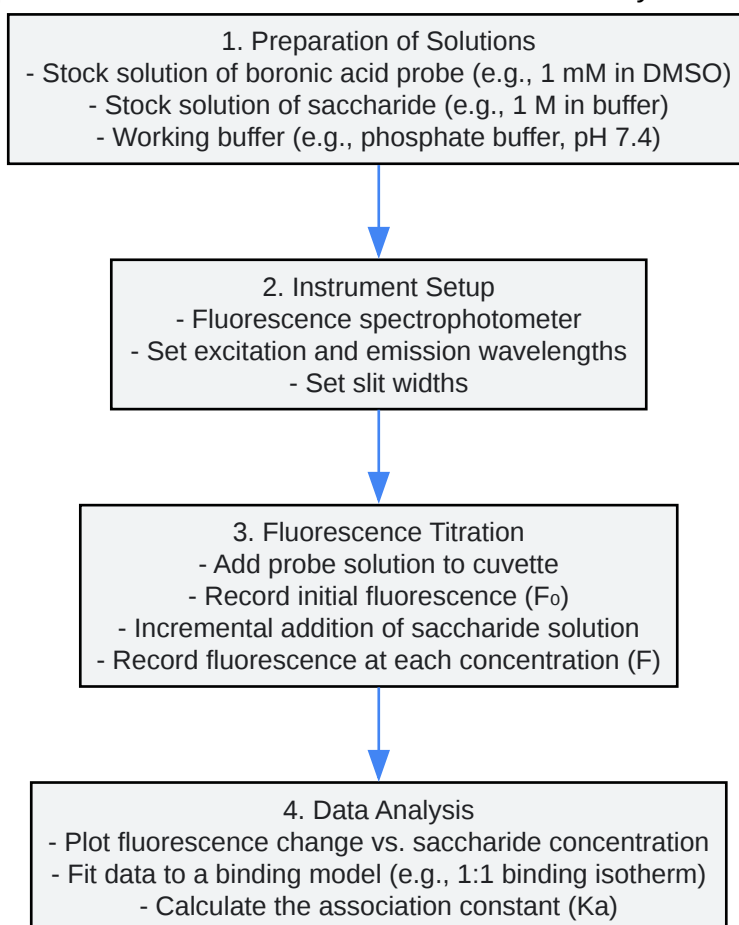 1. Preparation of Solutions
- Stock solution of boronic acid probe (e.g., 1 mM in DMSO)
- Stock solution of saccharide (e.g., 1 M in buffer)
- Working buffer (e.g., phosphate buffer, pH 7.4)
2. Instrument Setup
- Fluorescence spectrophotometer
- Set excitation and emission wavelengths
- Set slit widths
3. Fluorescence Titration
- Add probe solution to cuvette
- Record initial fluorescence (F₀)
- Incremental addition of saccharide solution
- Record fluorescence at each concentration (F)
4. Data Analysis
- Plot fluorescence change vs. saccharide concentration
- Fit data to a binding model (e.g., 1:1 binding isotherm)
- Calculate the association constant (Ka)